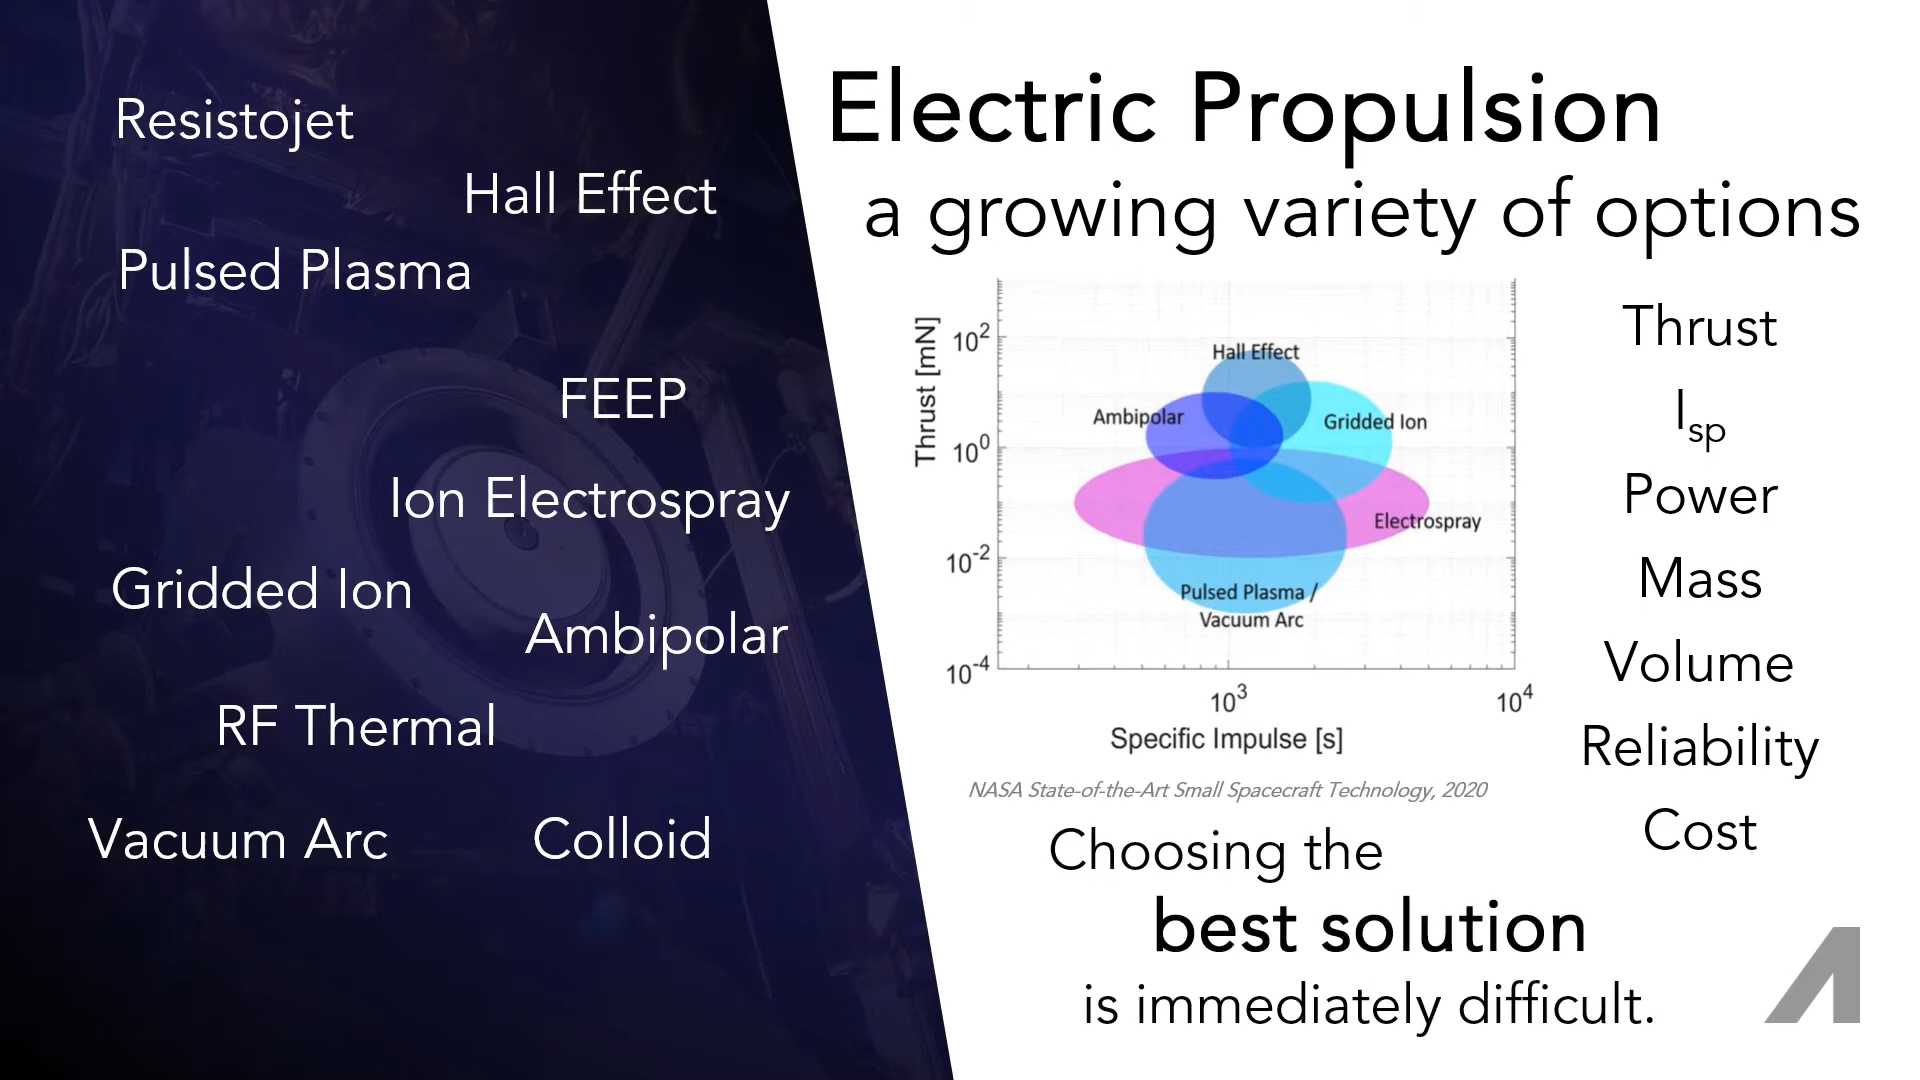 Resistojet
Hall Effect
Pulsed Plasma
FEEP
Ion Electrospray
Gridded Ion
Ambipolar
RF Thermal
Vacuum Arc
Colloid
Electric Propulsion
a growing variety of options
Thrust [mN]
10²
10⁰
10⁻²
10⁻⁴
Hall Effect
Ambipolar
Gridded Ion
Electrospray
Pulsed Plasma /
Vacuum Arc
10³
10⁴
Specific Impulse [s]
NASA State-of-the-Art Small Spacecraft Technology, 2020
Thrust
Isp
Power
Mass
Volume
Reliability
Cost
Choosing the
best solution
is immediately difficult.